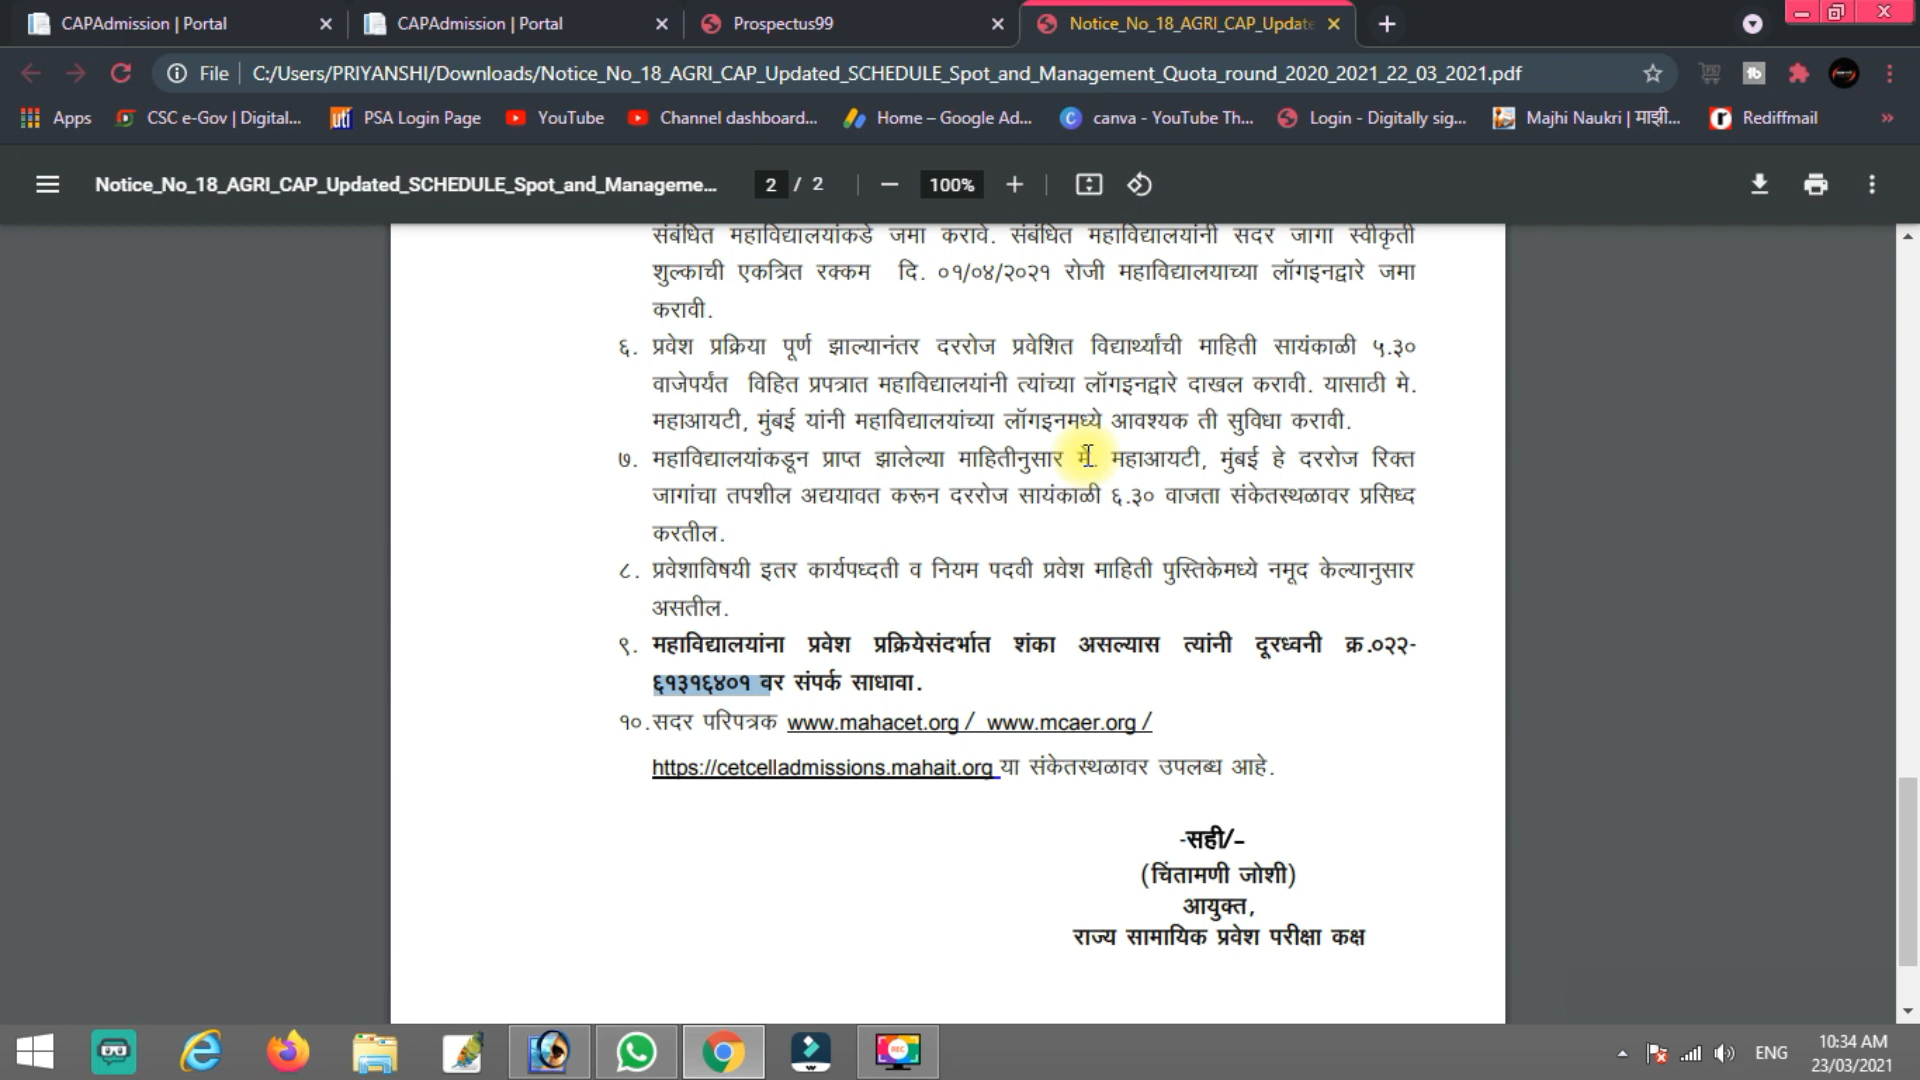 CAPAdmission | Portal
CAPAdmission | Portal
Prospectus99
Notice_No_18_AGRI_CAP_Update
File
C:/Users/PRIYANSHI/Downloads/Notice_No_18_AGRI_CAP_Updated_SCHEDULE_Spot_and_Management_Quota_round_2020_2021_22_03_2021.pdf
Apps
CSC e-Gov | Digital...
uti
PSA Login Page
YouTube
Channel dashboard...
Home – Google Ad...
canva - YouTube Th...
Login - Digitally sig...
Majhi Naukri | माझी...
Rediffmail
»
Notice_No_18_AGRI_CAP_Updated_SCHEDULE_Spot_and_Manageme...
2 / 2
100%
संबंधित महाविद्यालयांकडे जमा करावे. संबंधित महाविद्यालयांनी सदर जागा स्वीकृती
शुल्काची एकत्रित रक्कम दि. ०१/०४/२०२१ रोजी महाविद्यालयाच्या लॉगइनद्वारे जमा
करावी.
६. प्रवेश प्रक्रिया पूर्ण झाल्यानंतर दररोज प्रवेशित विद्यार्थ्यांची माहिती सायंकाळी ५.३०
वाजेपर्यंत विहित प्रपत्रात महाविद्यालयांनी त्यांच्या लॉगइनद्वारे दाखल करावी. यासाठी मे.
महाआयटी, मुंबई यांनी महाविद्यालयांच्या लॉगइनमध्ये आवश्यक ती सुविधा करावी.
७. महाविद्यालयांकडून प्राप्त झालेल्या माहितीनुसार मे. महाआयटी, मुंबई हे दररोज रिक्त
जागांचा तपशील अद्ययावत करून दररोज सायंकाळी ६.३० वाजता संकेतस्थळावर प्रसिध्द
करतील.
८. प्रवेशाविषयी इतर कार्यपध्दती व नियम पदवी प्रवेश माहिती पुस्तिकेमध्ये नमूद केल्यानुसार
असतील.
९. महाविद्यालयांना प्रवेश प्रक्रियेसंदर्भात शंका असल्यास त्यांनी दूरध्वनी क्र.०२२-
६१३१६४०१ वर संपर्क साधावा.
१०. सदर परिपत्रक www.mahacet.org / www.mcaer.org /
https://cetcelladmissions.mahait.org या संकेतस्थळावर उपलब्ध आहे.
-सही/-
(चिंतामणी जोशी)
आयुक्त,
राज्य सामायिक प्रवेश परीक्षा कक्ष
REC
ENG
10:34 AM
23/03/2021